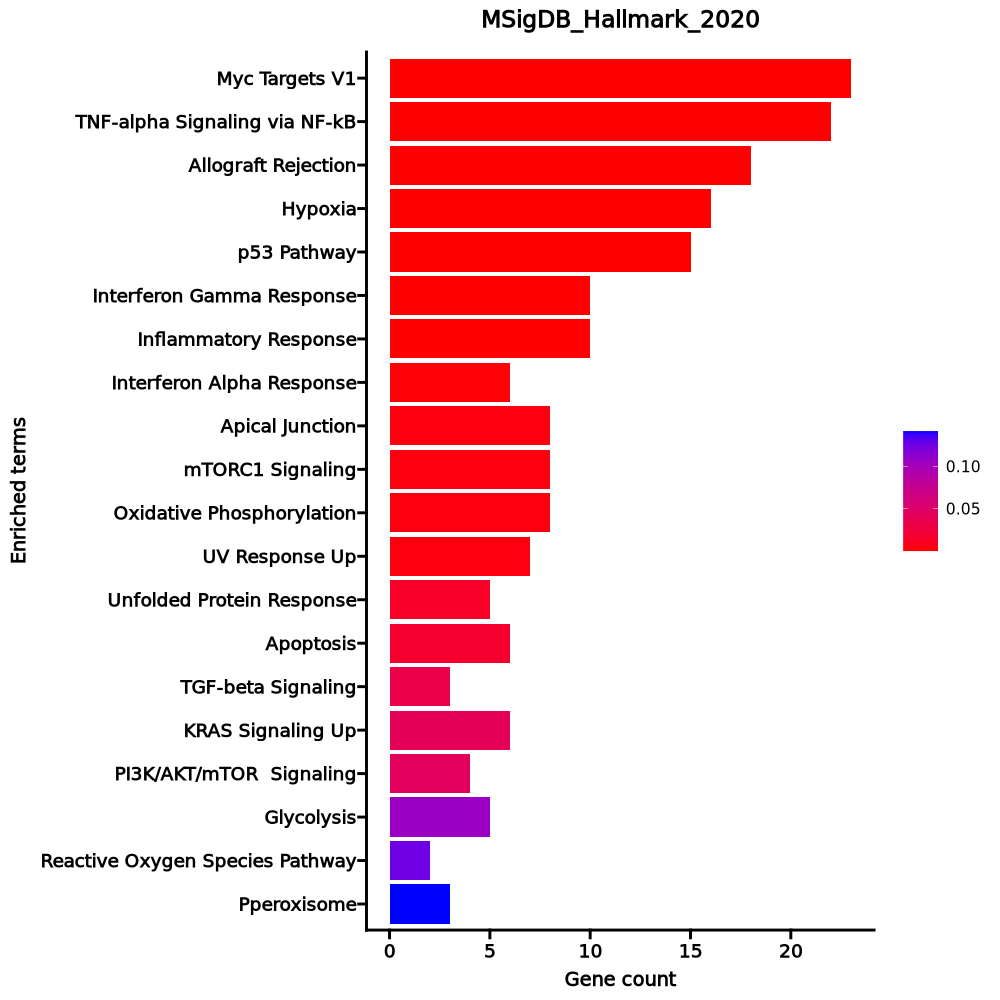 MSigDB_Hallmark_2020
Enriched terms
Myc Targets V1
TNF-alpha Signaling via NF-kB
Allograft Rejection
Hypoxia
p53 Pathway
Interferon Gamma Response
Inflammatory Response
Interferon Alpha Response
Apical Junction
mTORC1 Signaling
Oxidative Phosphorylation
UV Response Up
Unfolded Protein Response
Apoptosis
TGF-beta Signaling
KRAS Signaling Up
PI3K/AKT/mTOR  Signaling
Glycolysis
Reactive Oxygen Species Pathway
Pperoxisome
0 5 10 15 20
Gene count
0.10
0.05